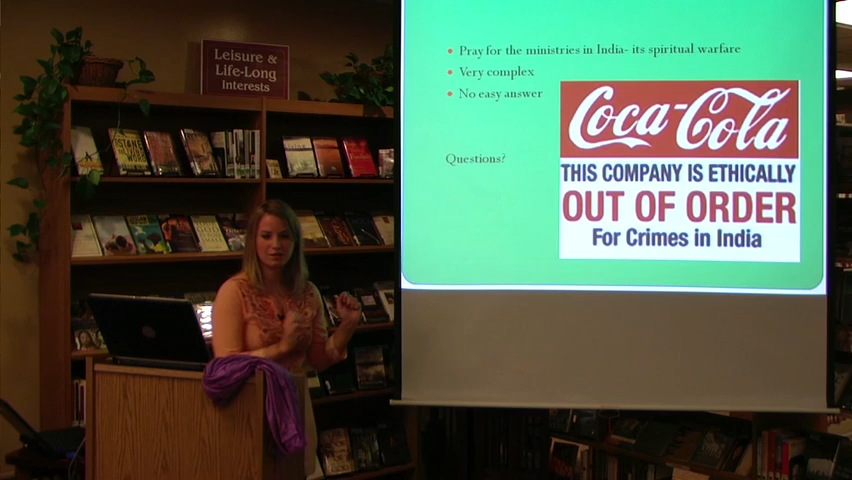 Leisure &
Life-Long
Interests
• Pray for the ministries in India- its spiritual warfare
• Very complex
• No easy answer
Questions?
Coca-Cola
THIS COMPANY IS ETHICALLY
OUT OF ORDER
For Crimes in India